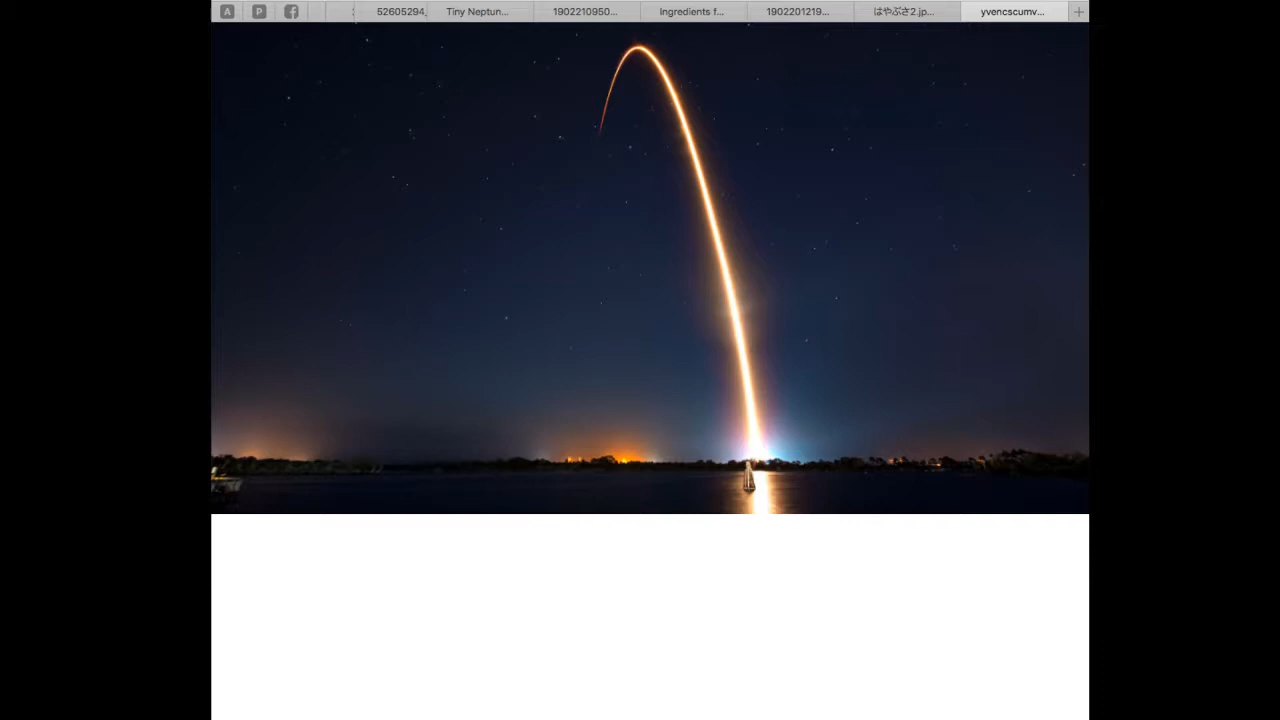 A P f 52605294, Tiny Neptun... 1902210950... Ingredients f... 1902201219... はやぶさ2.jp... yvencscumv... +